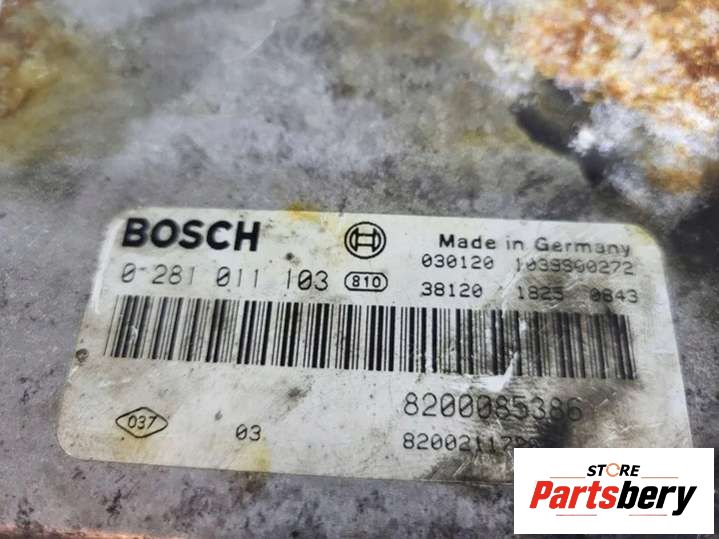 BOSCH
Made in Germany
0 281 011 103 810
030120 1039S00272
38120 1825 0843
8200085386
037
03
STORE
Partsbery